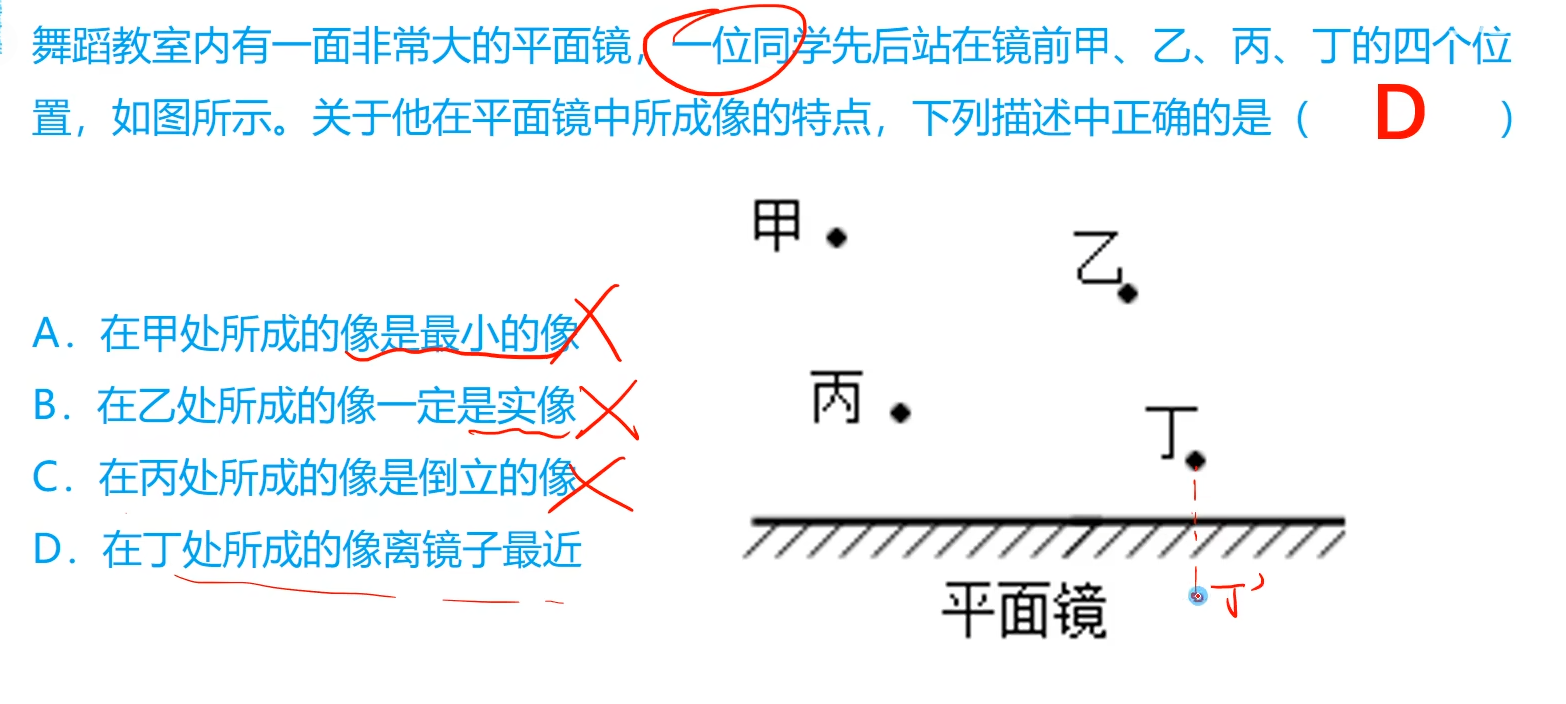 舞蹈教室内有一面非常大的平面镜,一位同学先后站在镜前甲、乙、丙、丁的四个位
置,如图所示。关于他在平面镜中所成像的特点,下列描述中正确的是( D )
甲
乙
A. 在甲处所成的像是最小的像
丙
B. 在乙处所成的像一定是实像
丁
C. 在丙处所成的像是倒立的像
D. 在丁处所成的像离镜子最近
平面镜
丁'